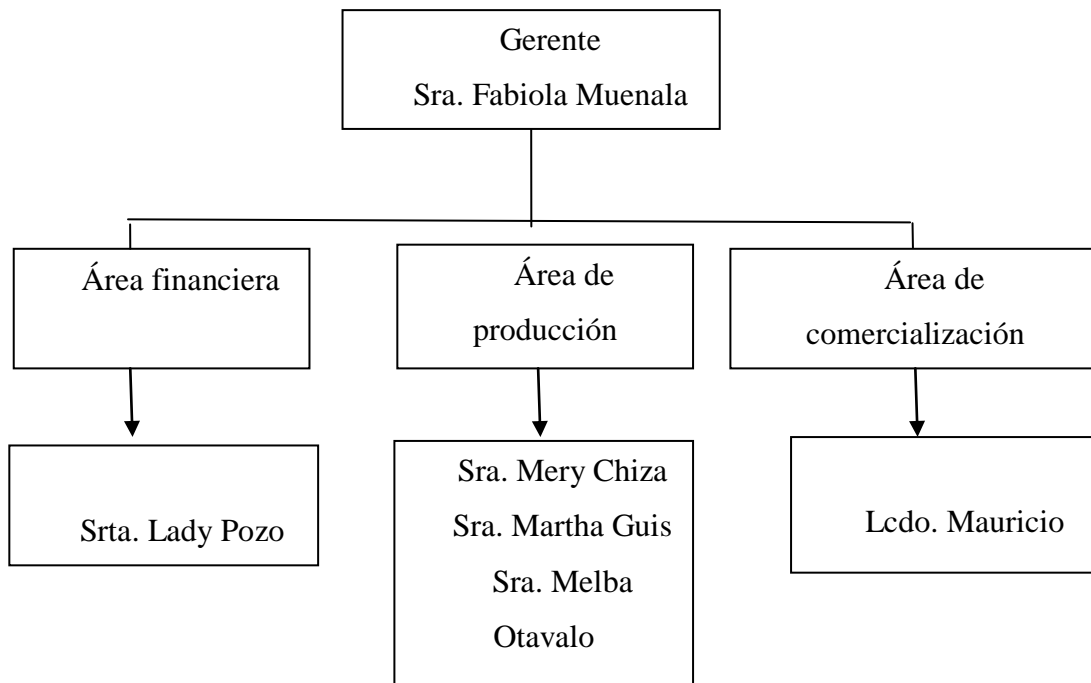 Gerente
Sra. Fabiola Muenala
Área financiera
Área de
producción
Área de
comercialización
Srta. Lady Pozo
Sra. Mery Chiza
Sra. Martha Guis
Sra. Melba
Otavalo
Lcdo. Mauricio